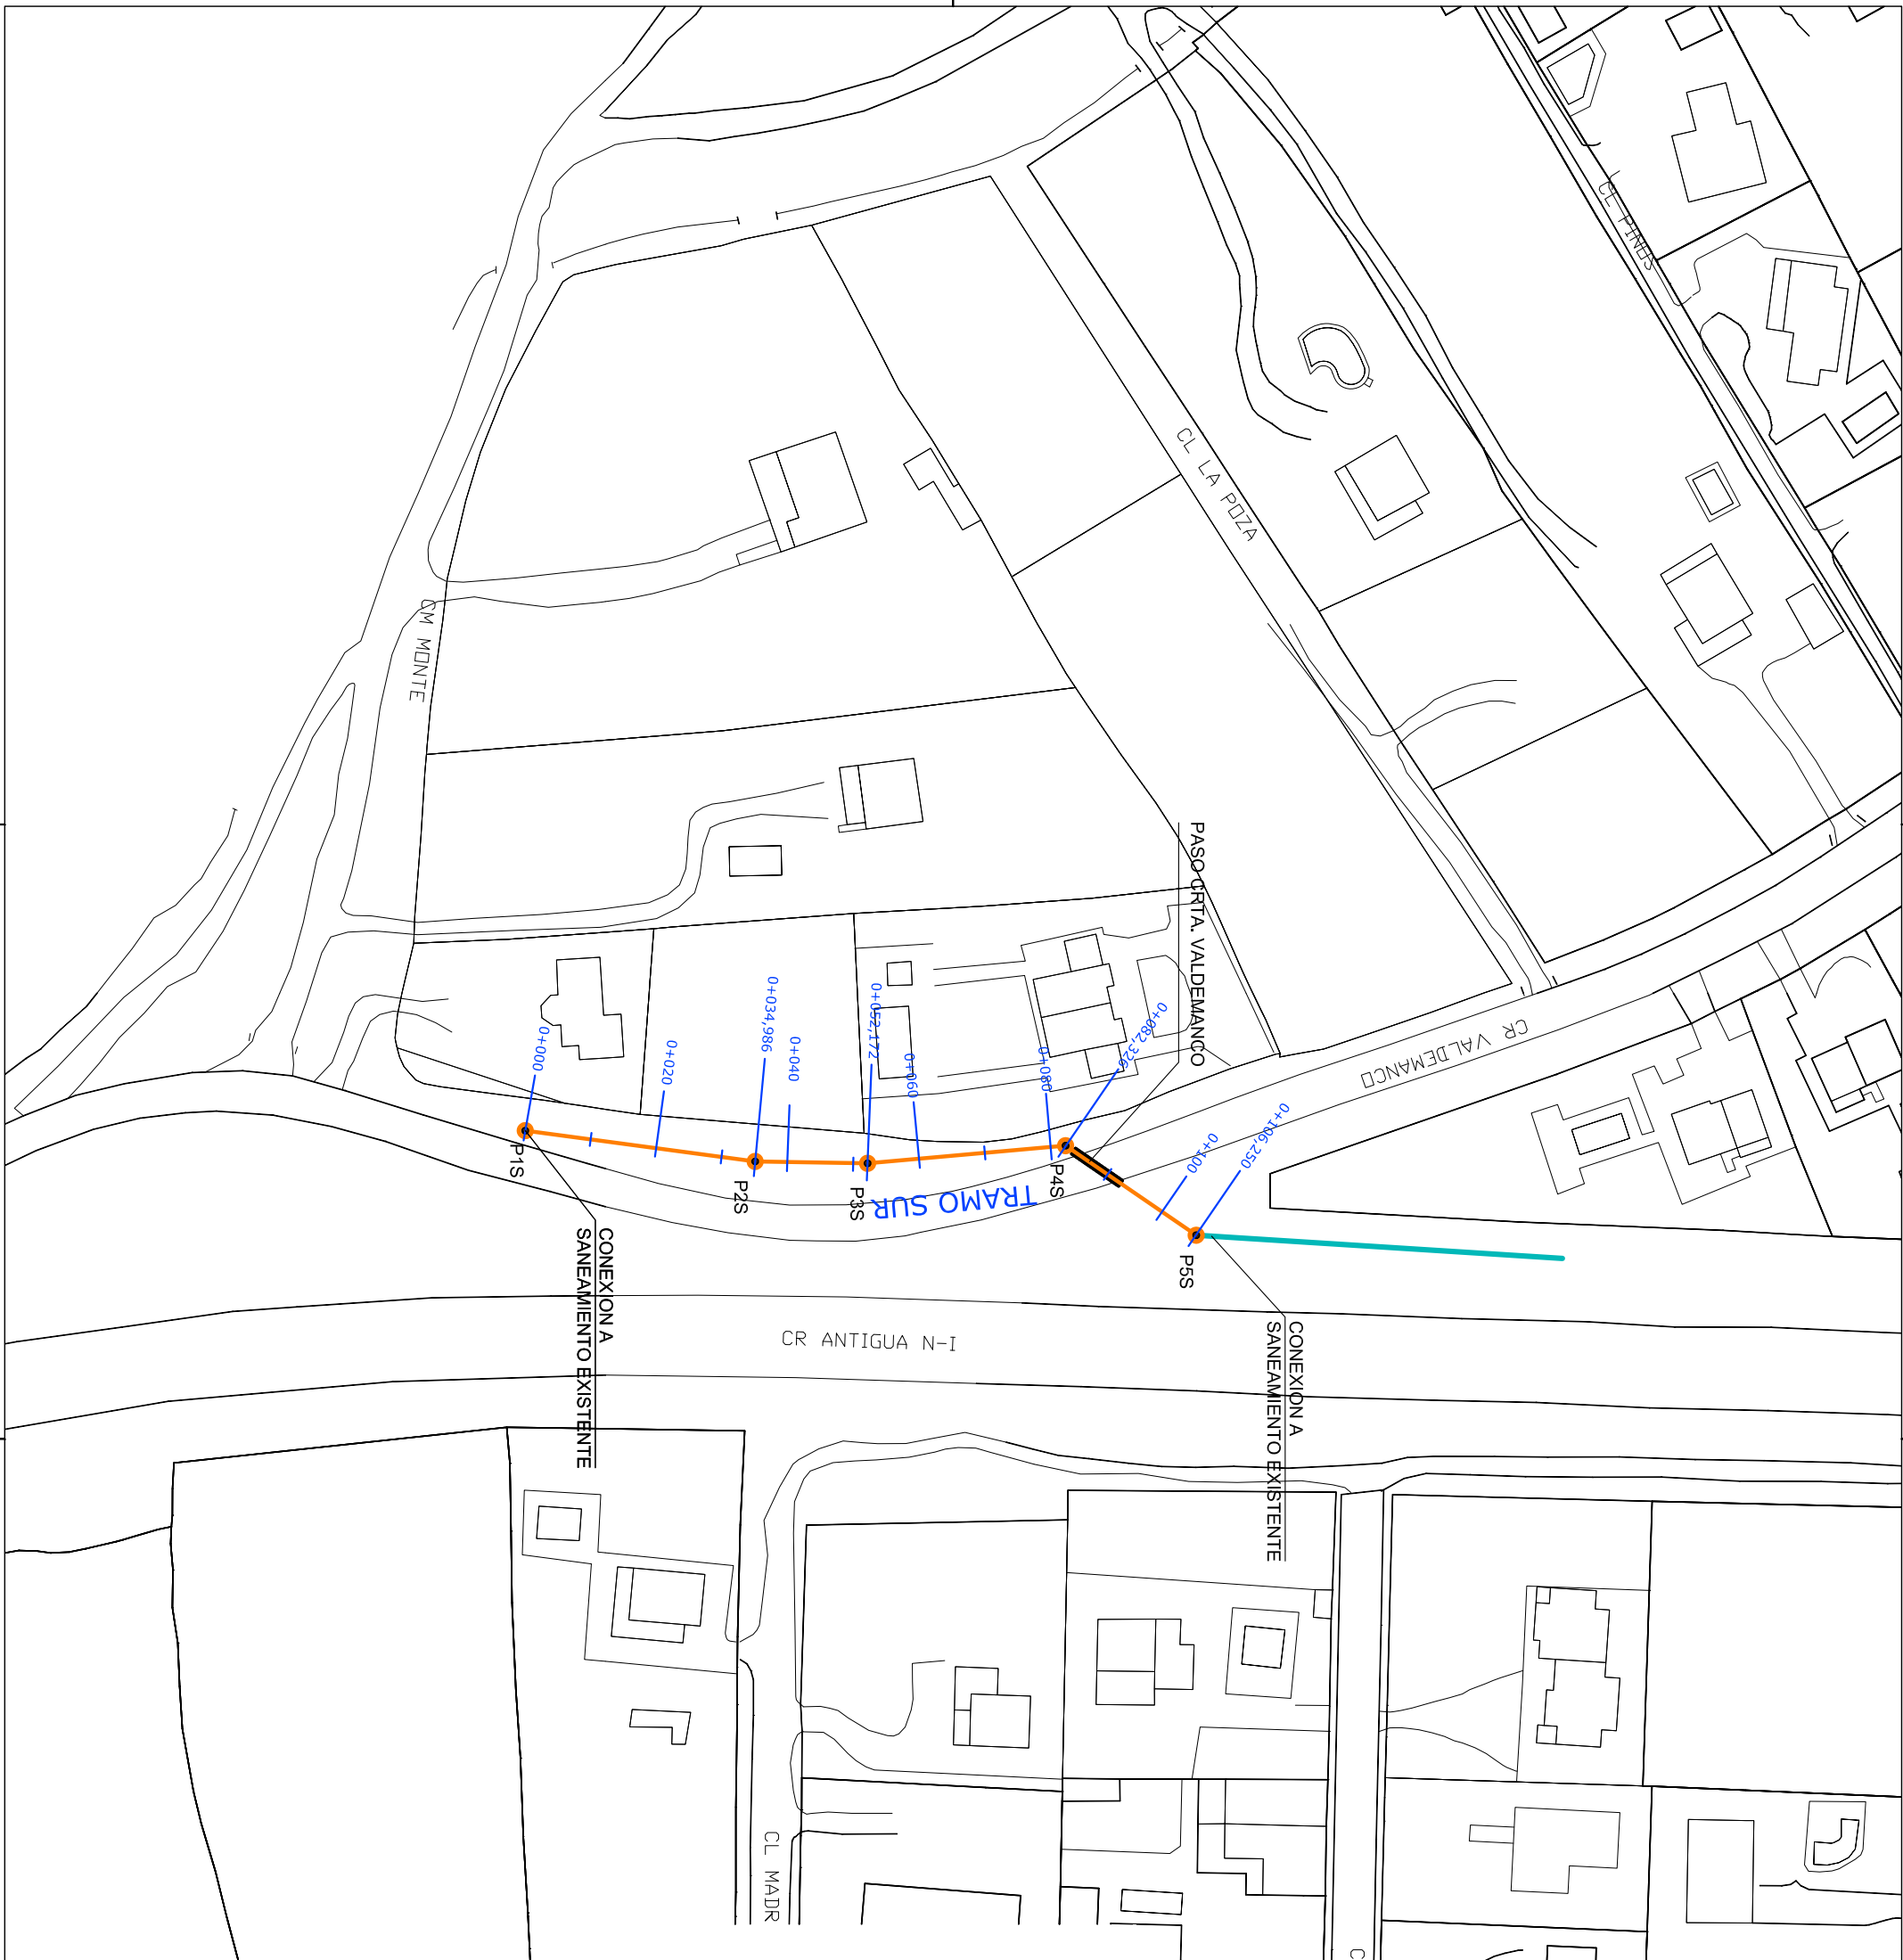 CL PINOS
CL LA POZA
CM MONTE
PASO CRTA. VALDEMANCO
CR VALDEMANCO
0+000
0+020
0+034,986
0+040
0+052,172
0+060
0+080
0+082,326
0+100
0+106,250
P1S
P2S
P3S
P4S
P5S
TRAMO SUR
CONEXION A
SANEAMIENTO EXISTENTE
CONEXION A
SANEAMIENTO EXISTENTE
CR ANTIGUA N-I
CL MADR
C